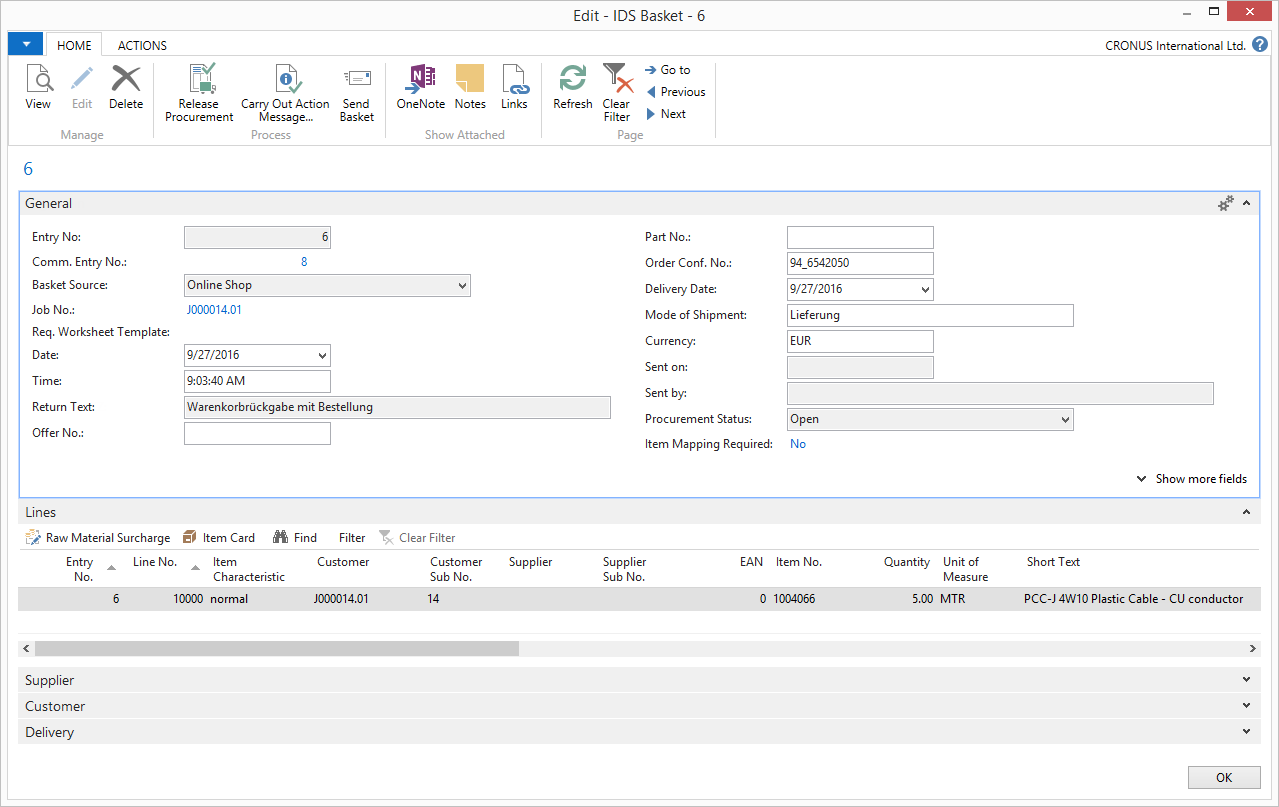 Edit - IDS Basket - 6
HOME ACTIONS CRONUS International Ltd. ?
View Edit Delete
Manage
Release Procurement
Carry Out Action Message...
Send Basket
Process
OneNote Notes Links
Show Attached
Refresh
Clear Filter
Go to
Previous
Next
Page
6
General
Entry No: 6
Comm. Entry No.: 8
Basket Source: Online Shop
Job No.: J000014.01
Req. Worksheet Template:
Date: 9/27/2016
Time: 9:03:40 AM
Return Text: Warenkorbrückgabe mit Bestellung
Offer No.:
Part No.:
Order Conf. No.: 94_6542050
Delivery Date: 9/27/2016
Mode of Shipment: Lieferung
Currency: EUR
Sent on:
Sent by:
Procurement Status: Open
Item Mapping Required: No
Show more fields
Lines
Raw Material Surcharge Item Card Find Filter Clear Filter
Entry No. Line No. Item Characteristic Customer Customer Sub No. Supplier Supplier Sub No. EAN Item No. Quantity Unit of Measure Short Text
6 10000 normal J000014.01 14 0 1004066 5.00 MTR PCC-J 4W10 Plastic Cable - CU conductor
Supplier
Customer
Delivery
OK